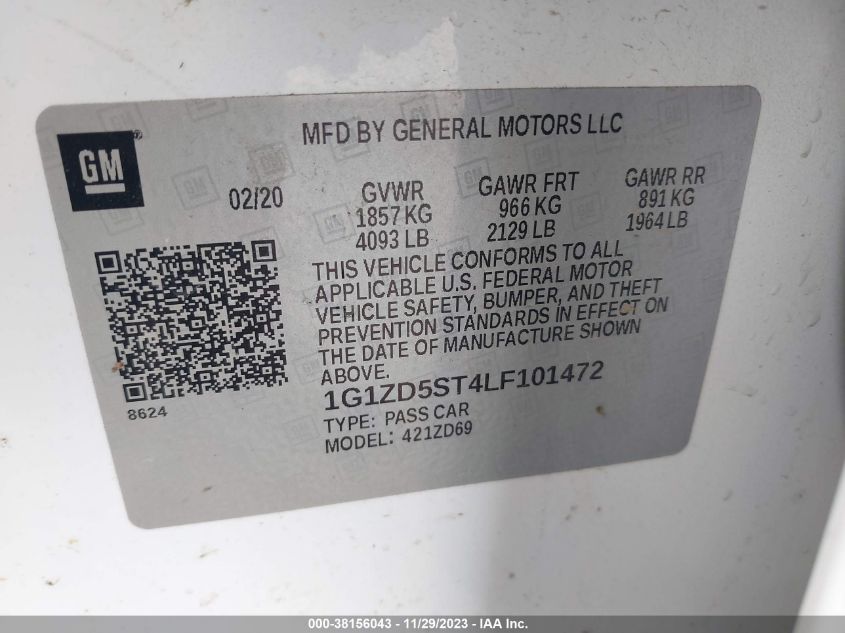 MFD BY GENERAL MOTORS LLC
GM®
02/20
GVWR
1857 KG
4093 LB
GAWR FRT
966 KG
2129 LB
GAWR RR
891 KG
1964 LB
THIS VEHICLE CONFORMS TO ALL
APPLICABLE U.S. FEDERAL MOTOR
VEHICLE SAFETY, BUMPER, AND THEFT
PREVENTION STANDARDS IN EFFECT ON
THE DATE OF MANUFACTURE SHOWN
ABOVE.
8624
1G1ZD5ST4LF101472
TYPE: PASS CAR
MODEL: 421ZD69
000-38156043 - 11/29/2023 - IAA Inc.